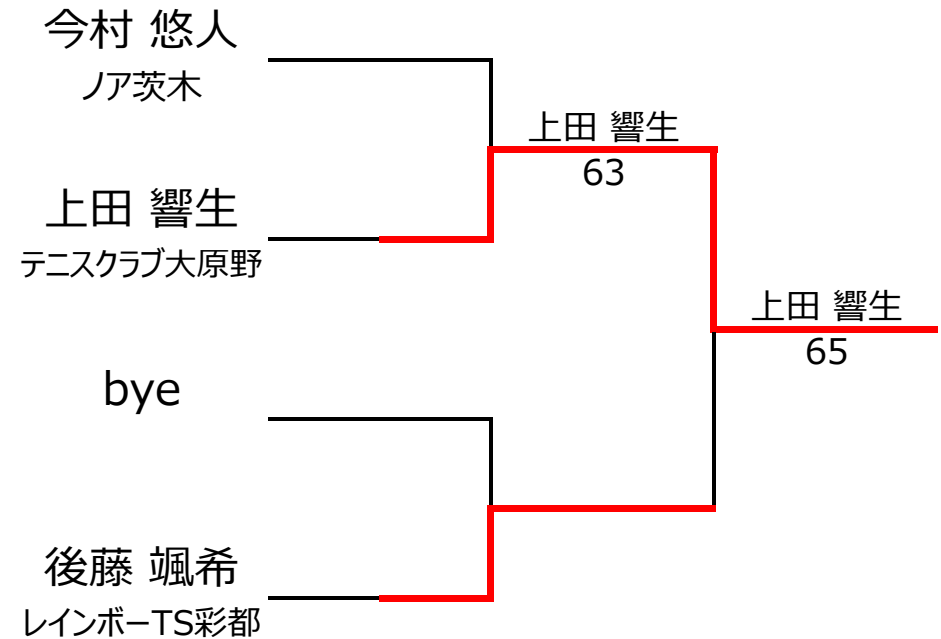 今村 悠人
ノア茨木
上田 響生
63
上田 響生
テニスクラブ大原野
上田 響生
65
bye
後藤 颯希
レインボーTS彩都